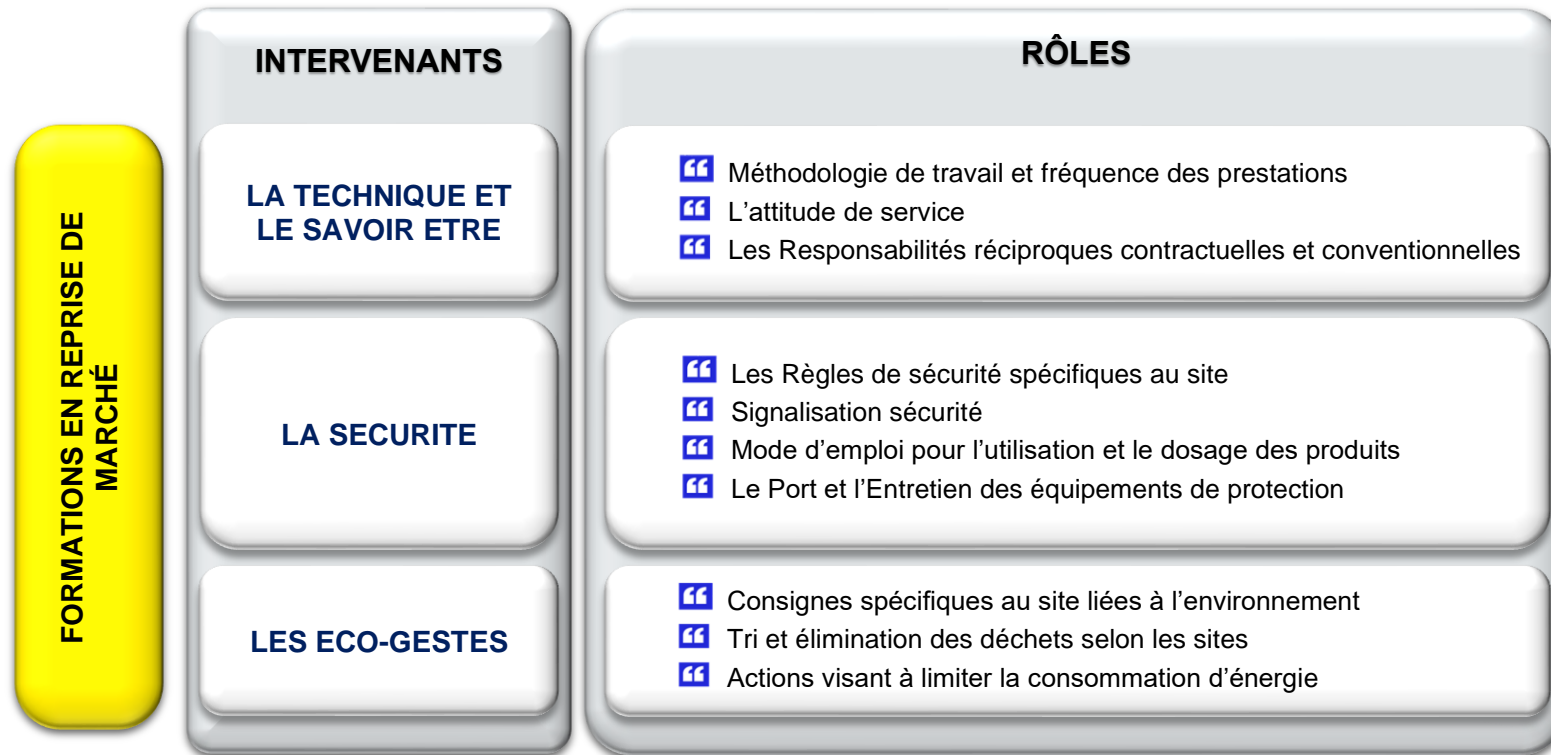 INTERVENANTS
RÔLES
FORMATIONS EN REPRISE DE
MARCHÉ
LA TECHNIQUE ET
LE SAVOIR ETRE
Méthodologie de travail et fréquence des prestations
L’attitude de service
Les Responsabilités réciproques contractuelles et conventionnelles
LA SECURITE
Les Règles de sécurité spécifiques au site
Signalisation sécurité
Mode d’emploi pour l’utilisation et le dosage des produits
Le Port et l’Entretien des équipements de protection
LES ECO-GESTES
Consignes spécifiques au site liées à l’environnement
Tri et élimination des déchets selon les sites
Actions visant à limiter la consommation d’énergie